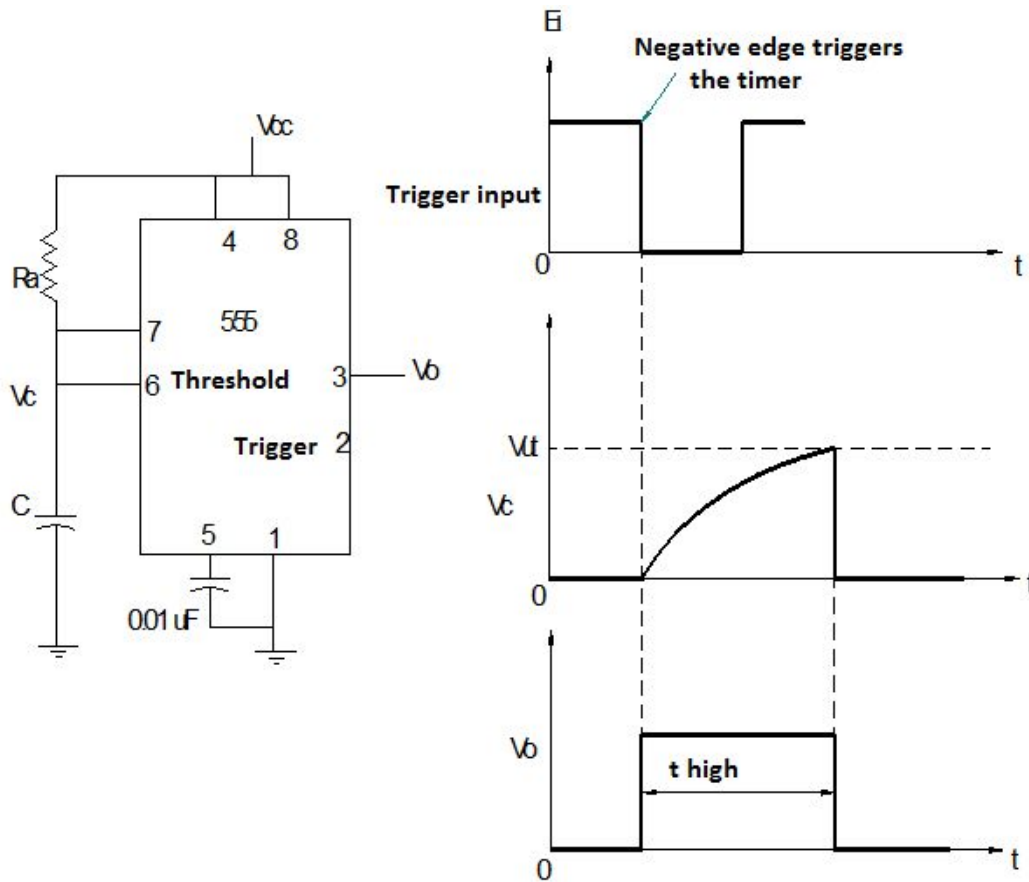 Ei
Negative edge triggers
the timer
Trigger input
0
t
Vcc
4
8
Ra
555
7
6
Threshold
3
Vo
Vc
Trigger
2
C
5
1
0.01 uF
Vut
Vc
0
t
Vo
t high
0
t